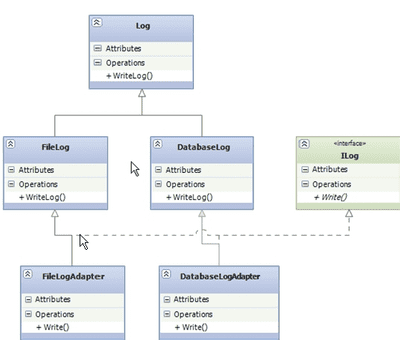 Log
Attributes
Operations
+ WriteLog()
FileLog
Attributes
Operations
+ WriteLog()
DatabaseLog
Attributes
Operations
+ WriteLog()
«interface»
ILog
Attributes
Operations
+ Write()
FileLogAdapter
Attributes
Operations
+ Write()
DatabaseLogAdapter
Attributes
Operations
+ Write()